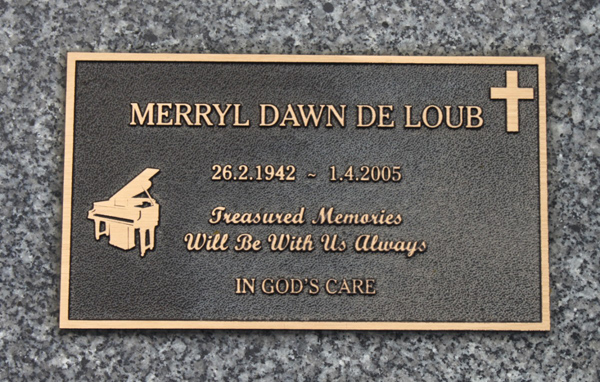 MERRYL DAWN DE LOUB
26.2.1942 ~ 1.4.2005
Treasured Memories
Will Be With Us Always
IN GOD'S CARE